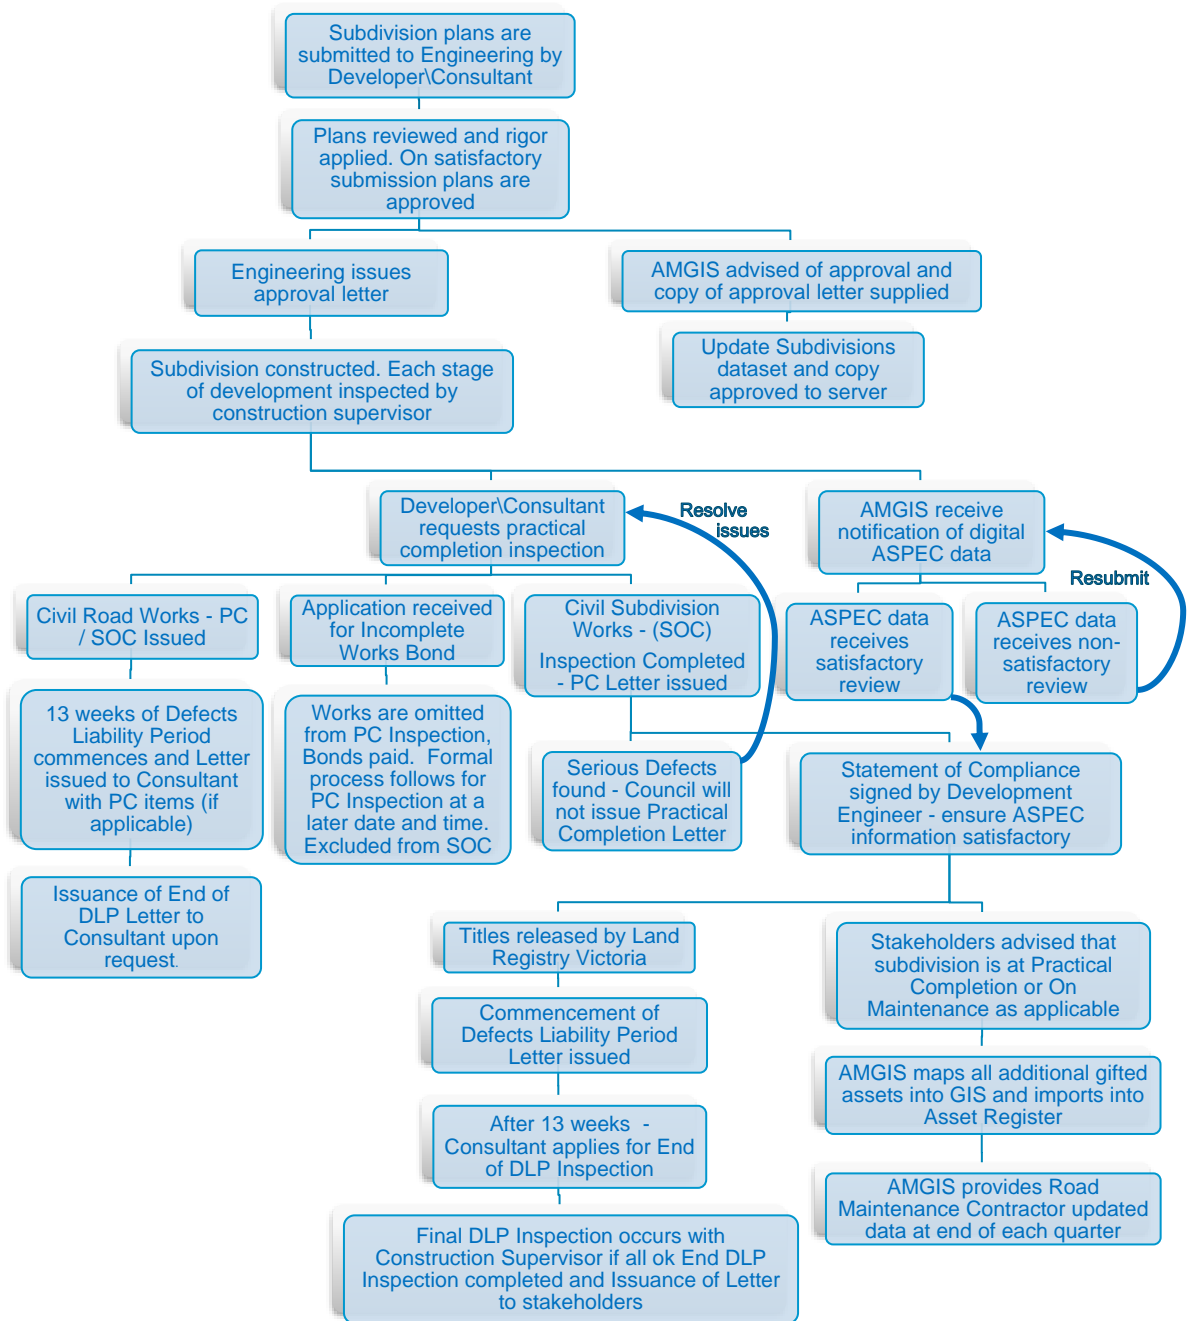 Subdivision plans are
submitted to Engineering by
Developer\Consultant
Plans reviewed and rigor
applied. On satisfactory
submission plans are
approved
Engineering issues
approval letter
AMGIS advised of approval and
copy of approval letter supplied
Update Subdivisions
dataset and copy
approved to server
Subdivision constructed. Each stage
of development inspected by
construction supervisor
Developer\Consultant
requests practical
completion inspection
Resolve
issues
AMGIS receive
notification of digital
ASPEC data
Resubmit
Civil Road Works - PC
/ SOC Issued
Application received
for Incomplete
Works Bond
Civil Subdivision
Works - (SOC)
Inspection Completed
- PC Letter issued
ASPEC data
receives
satisfactory
review
ASPEC data
receives non-
satisfactory
review
13 weeks of Defects
Liability Period
commences and Letter
issued to Consultant
with PC items (if
applicable)
Works are omitted
from PC Inspection,
Bonds paid. Formal
process follows for
PC Inspection at a
later date and time.
Excluded from SOC
Serious Defects
found - Council will
not issue Practical
Completion Letter
Statement of Compliance
signed by Development
Engineer - ensure ASPEC
information satisfactory
Issuance of End of
DLP Letter to
Consultant upon
request.
Titles released by Land
Registry Victoria
Stakeholders advised that
subdivision is at Practical
Completion or On
Maintenance as applicable
Commencement of
Defects Liability Period
Letter issued
AMGIS maps all additional gifted
assets into GIS and imports into
Asset Register
After 13 weeks -
Consultant applies for End
of DLP Inspection
AMGIS provides Road
Maintenance Contractor updated
data at end of each quarter
Final DLP Inspection occurs with
Construction Supervisor if all ok End DLP
Inspection completed and Issuance of Letter
to stakeholders